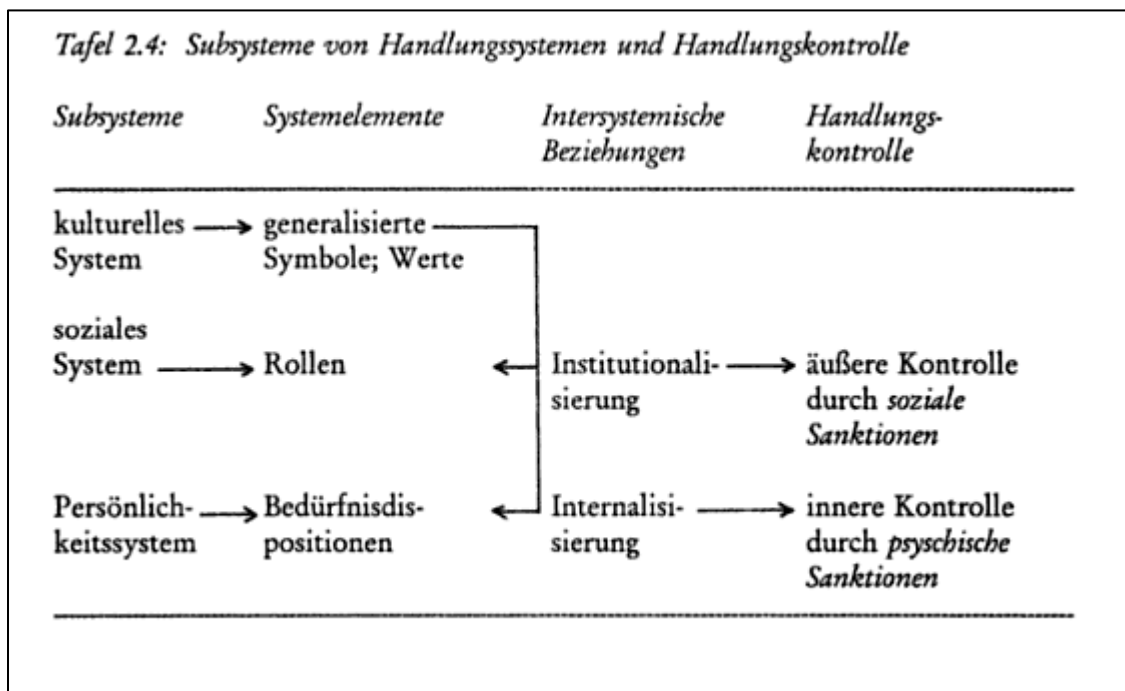 Tafel 2.4: Subsysteme von Handlungssystemen und Handlungskontrolle
Subsysteme Systemelemente Intersystemische Handlungs-
Beziehungen kontrolle
kulturelles generalisierte
System Symbole; Werte
soziales
System Rollen Institutionali- äußere Kontrolle
sierung durch soziale
Sanktionen
Persönlich- Bedürfnisdis- Internalisi- innere Kontrolle
keitssystem positionen sierung durch psyschische
Sanktionen